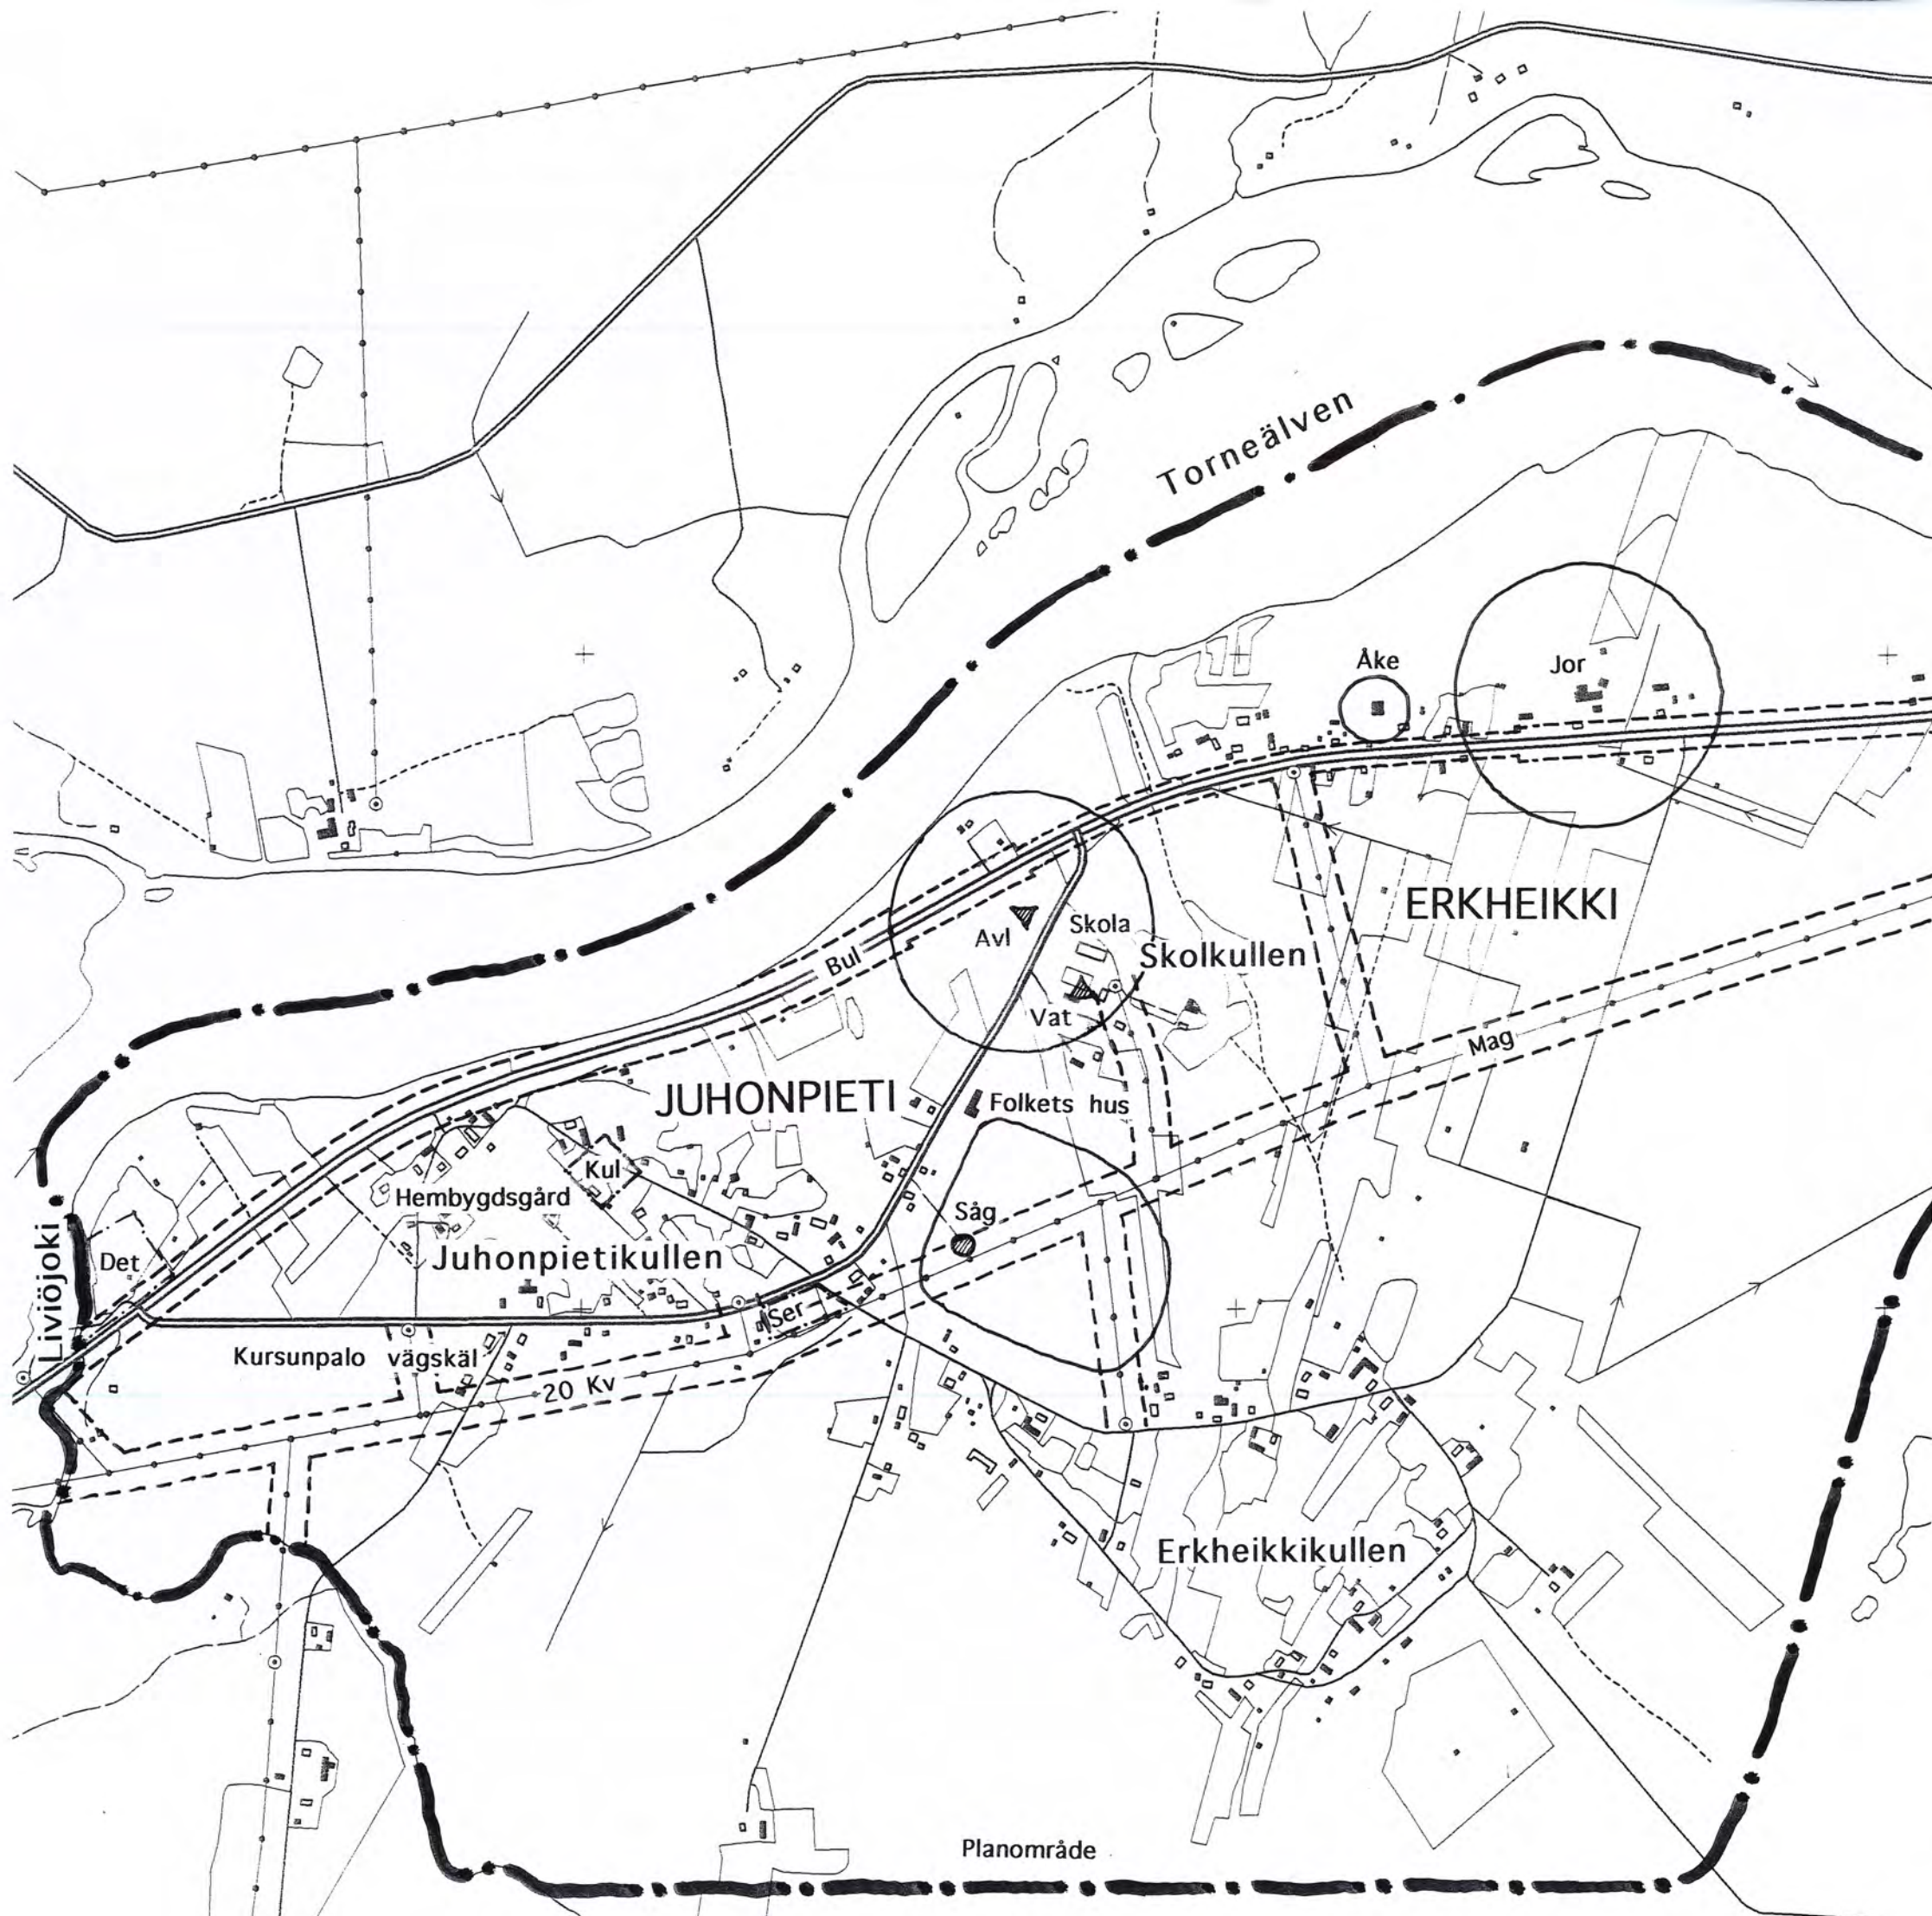 Torneälven
Åke
Jor
ERKHEIKKI
Avl
Skola
Skolkullen
Bul
Vat
Mag
JUHONPIETI
Folkets hus
Kul
Hembygdsgård
Såg
Liviöjoki
Det
Juhonpietikullen
Ser
Kursunpalo vägskäl
20 Kv
Erkheikkikullen
Planområde